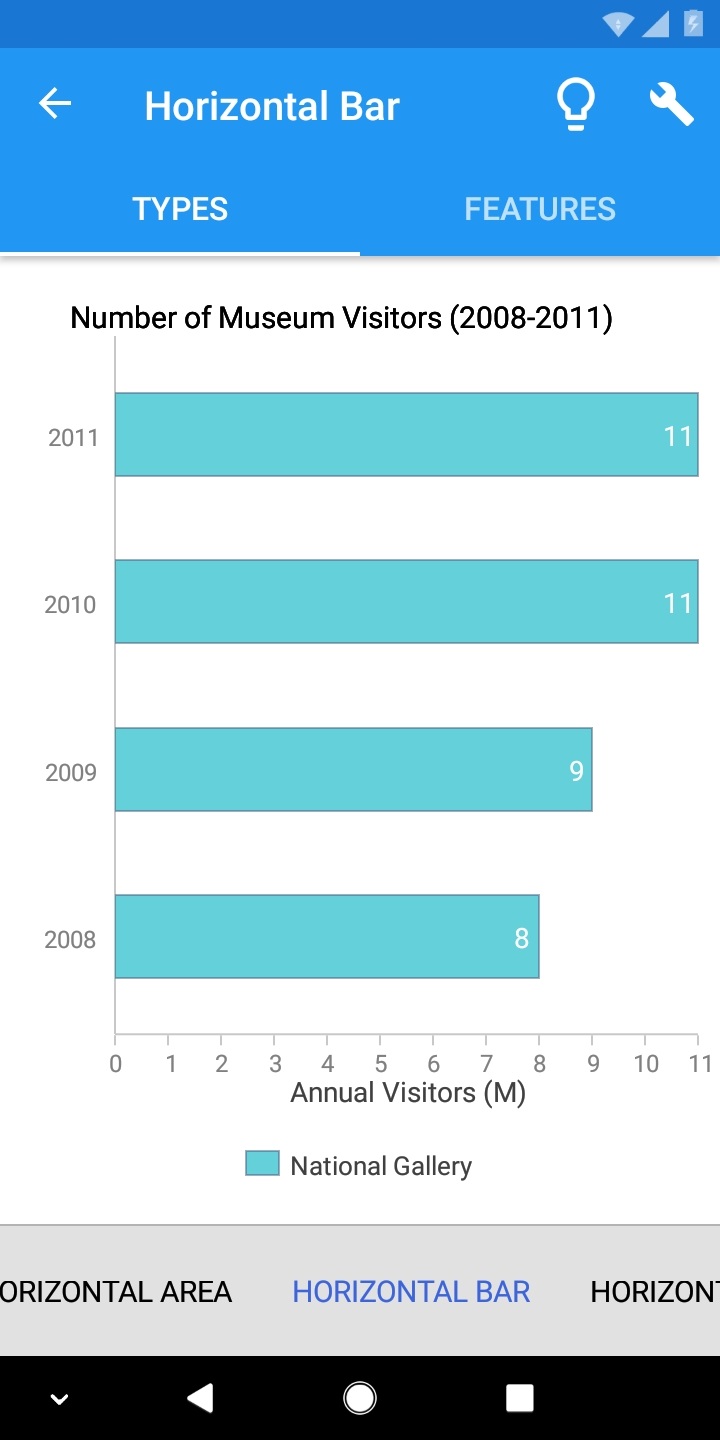 Horizontal Bar
TYPES
FEATURES
Number of Museum Visitors (2008-2011)
2011
11
2010
11
2009
9
2008
8
0 1 2 3 4 5 6 7 8 9 10 11
Annual Visitors (M)
National Gallery
ORIZONTAL AREA
HORIZONTAL BAR
HORIZONT